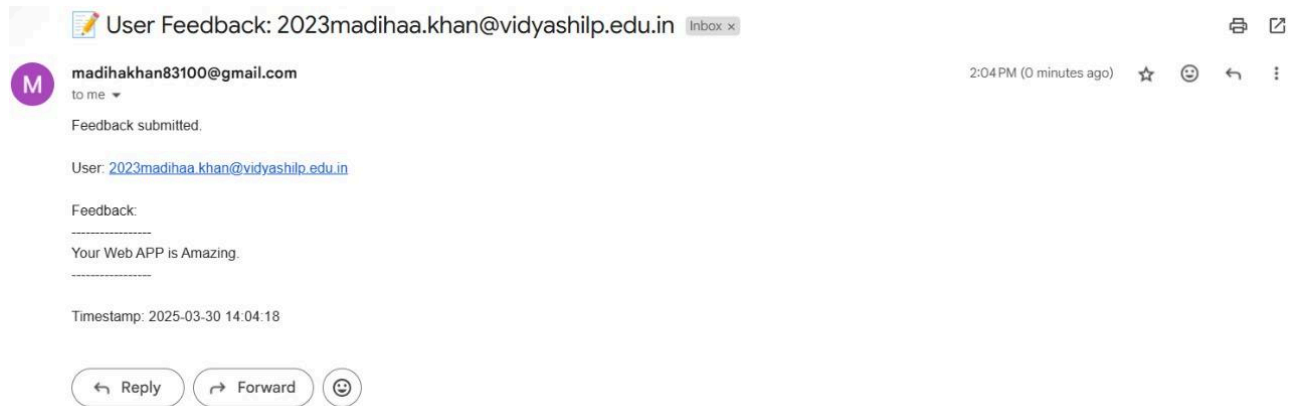 📝 User Feedback: 2023madihaa.khan@vidyashilp.edu.in Inbox ×
M
madihakhan83100@gmail.com 2:04 PM (0 minutes ago)
to me
Feedback submitted.
User: 2023madihaa.khan@vidyashilp.edu.in
Feedback:
-----------------
Your Web APP is Amazing.
-----------------
Timestamp: 2025-03-30 14:04:18
Reply Forward